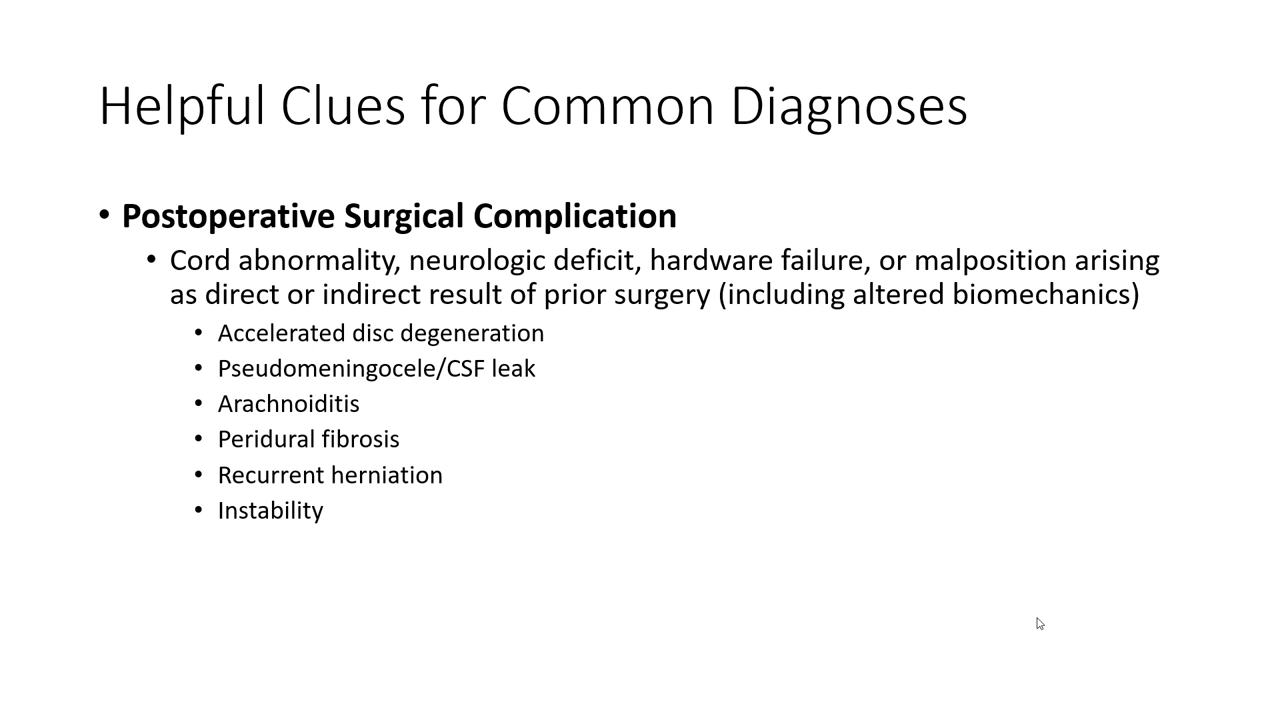 Helpful Clues for Common Diagnoses
• Postoperative Surgical Complication
• Cord abnormality, neurologic deficit, hardware failure, or malposition arising
as direct or indirect result of prior surgery (including altered biomechanics)
• Accelerated disc degeneration
• Pseudomeningocele/CSF leak
• Arachnoiditis
• Peridural fibrosis
• Recurrent herniation
• Instability